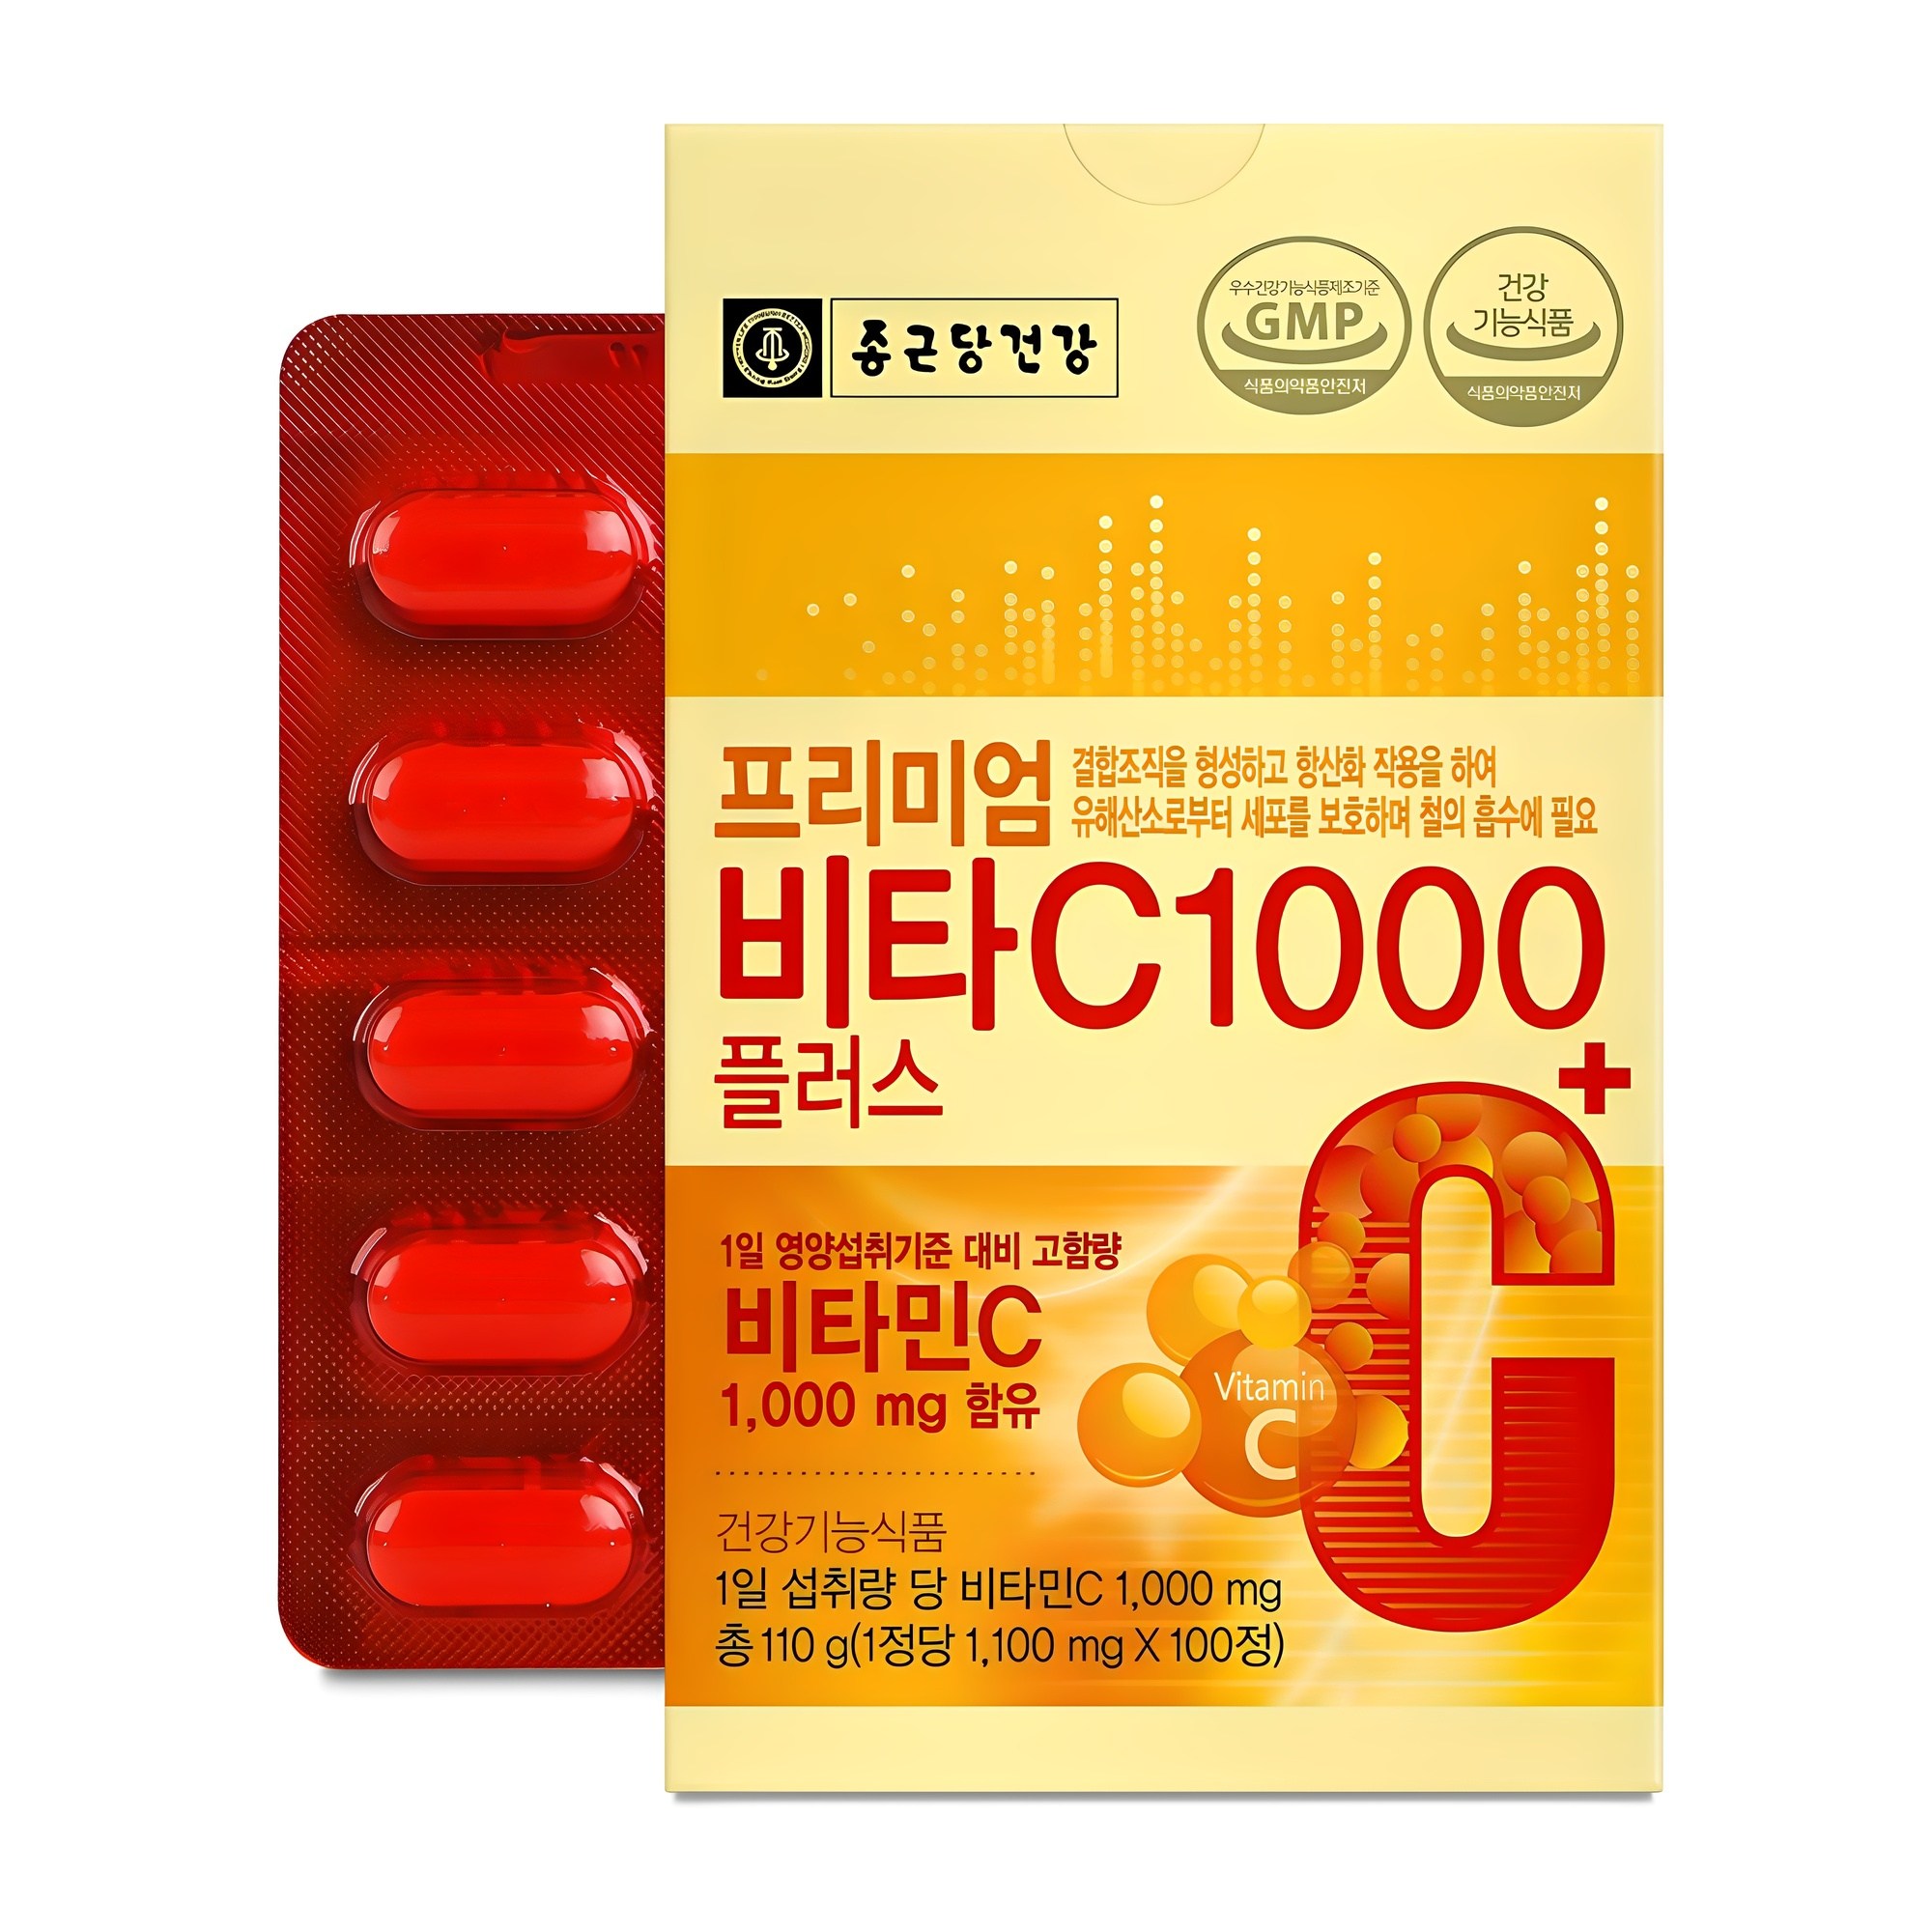 종근당건강
우수건강기능식품제조기준
GMP
식품의약품안전처
건강
기능식품
식품의약품안전처
프리미엄
결합조직을 형성하고 항산화 작용을 하여
유해산소로부터 세포를 보호하며 철의 흡수에 필요
비타C1000
플러스
+
C
1일 영양섭취기준 대비 고함량
비타민C
1,000 mg 함유
Vitamin
C
건강기능식품
1일 섭취량 당 비타민C 1,000 mg
총 110 g(1정당 1,100 mg X 100정)